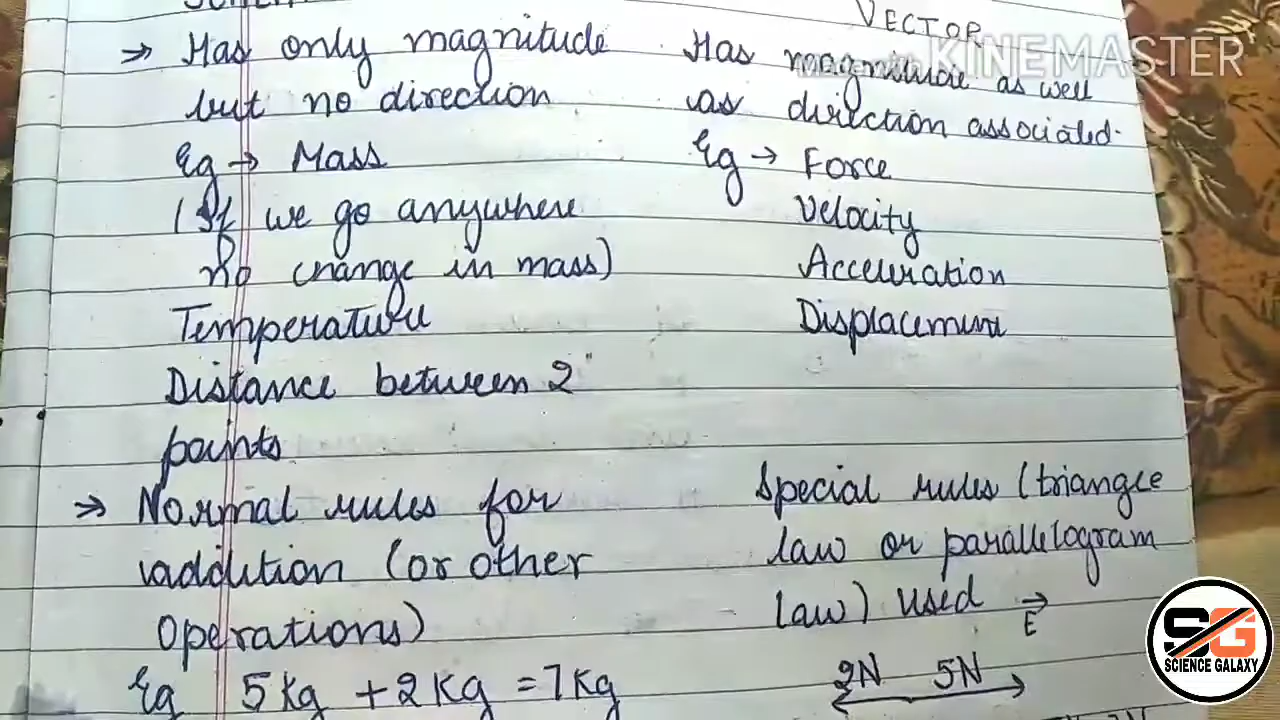 VECTOR
Made with KINEMASTER
⇒ Has only magnitude
but no direction
Eg → Mass
(If we go anywhere
no change in mass)
Temperature
Distance between 2
points
⇒ Normal rules for
addition (or other
operations)
Eg 5 Kg + 2 Kg = 7 Kg
Has magnitude as well
as direction associated.
Eg → Force
Velocity
Acceleration
Displacement
Special rules (triangle
law or parallelogram
law) used
E
2N 5N
SG
SCIENCE GALAXY